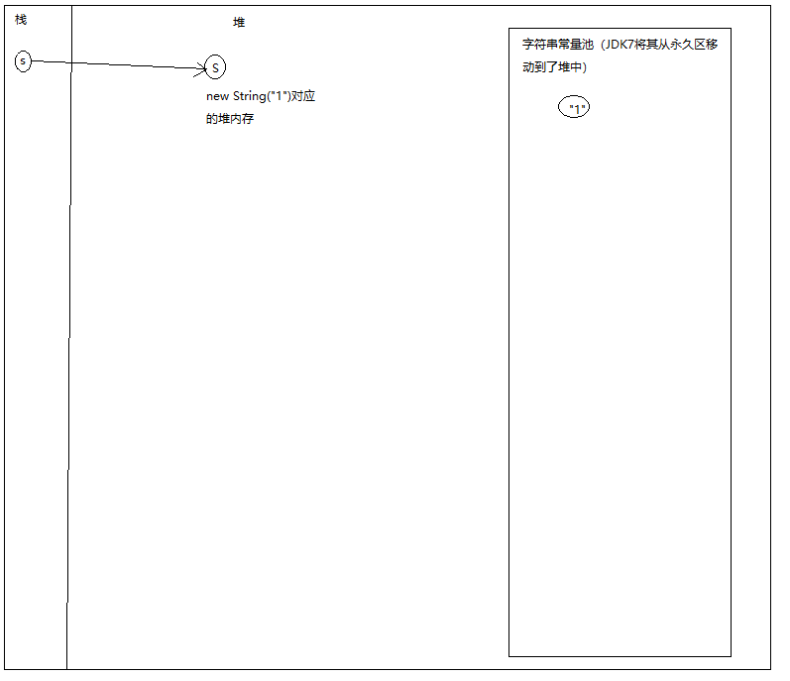 栈
堆
字符串常量池（JDK7将其从永久区移
动到了堆中）
s
S
new String("1")对应
的堆内存
"1"